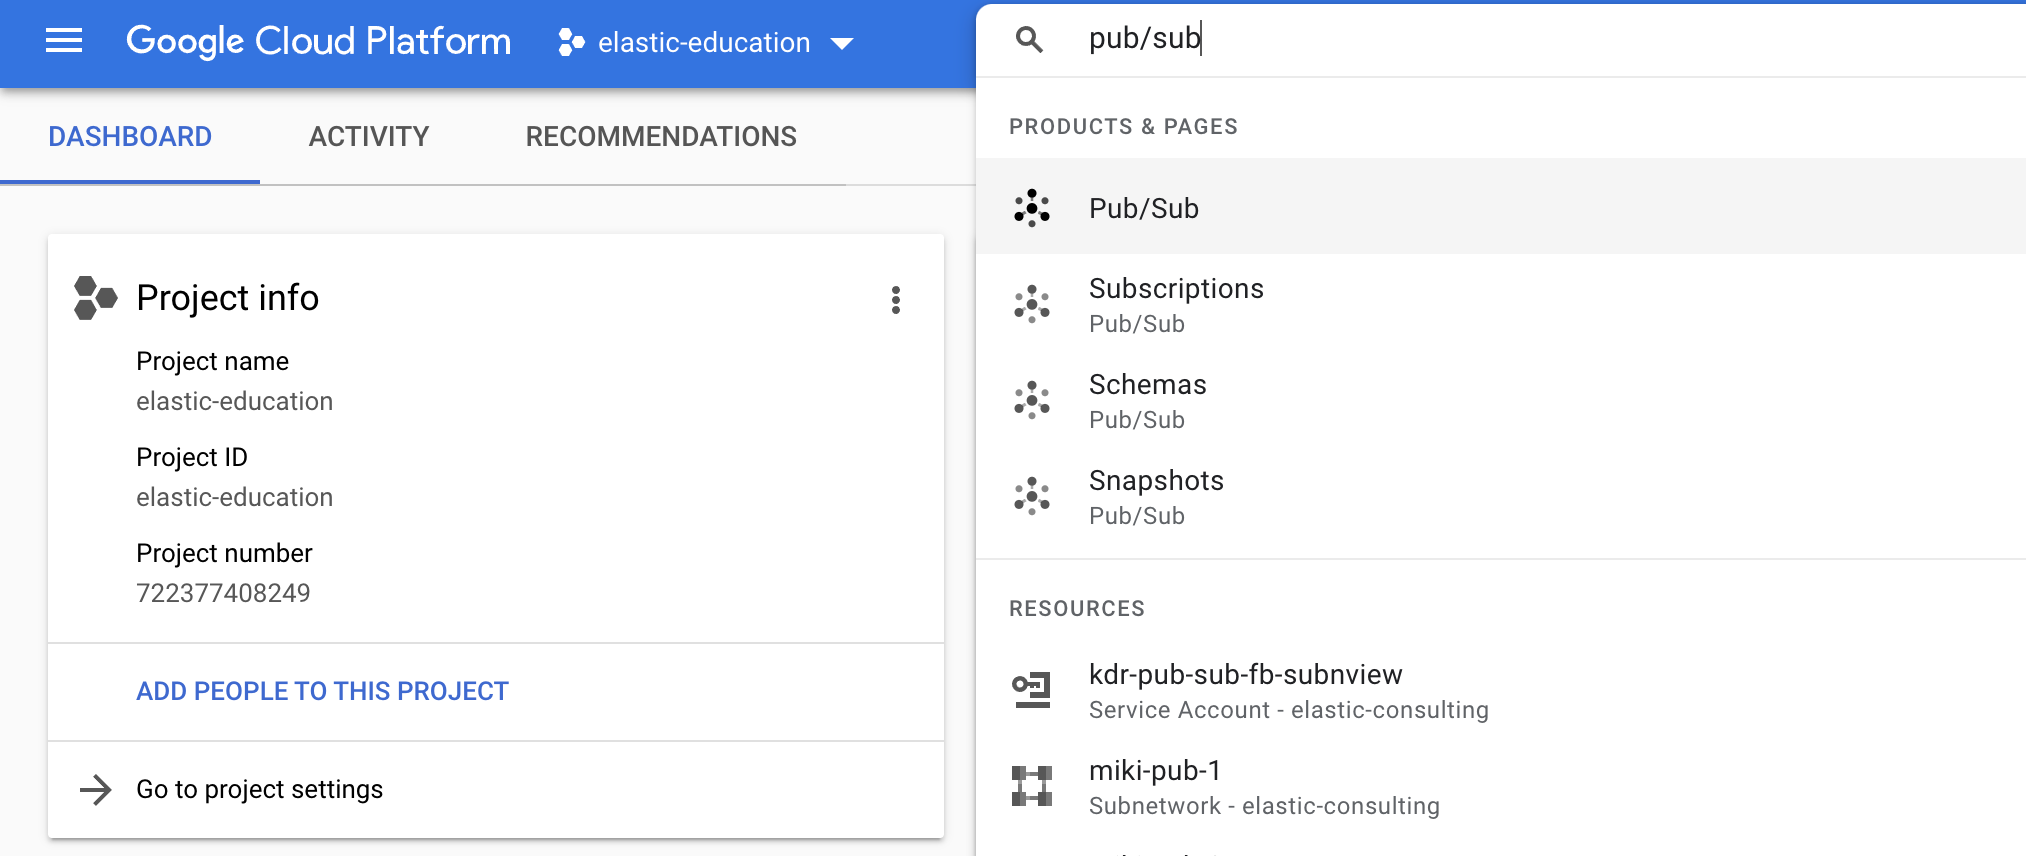 Google Cloud Platform
elastic-education
pub/sub
DASHBOARD
ACTIVITY
RECOMMENDATIONS
Project info
Project name
elastic-education
Project ID
elastic-education
Project number
722377408249
ADD PEOPLE TO THIS PROJECT
Go to project settings
PRODUCTS & PAGES
Pub/Sub
Subscriptions
Pub/Sub
Schemas
Pub/Sub
Snapshots
Pub/Sub
RESOURCES
kdr-pub-sub-fb-subnview
Service Account - elastic-consulting
miki-pub-1
Subnetwork - elastic-consulting